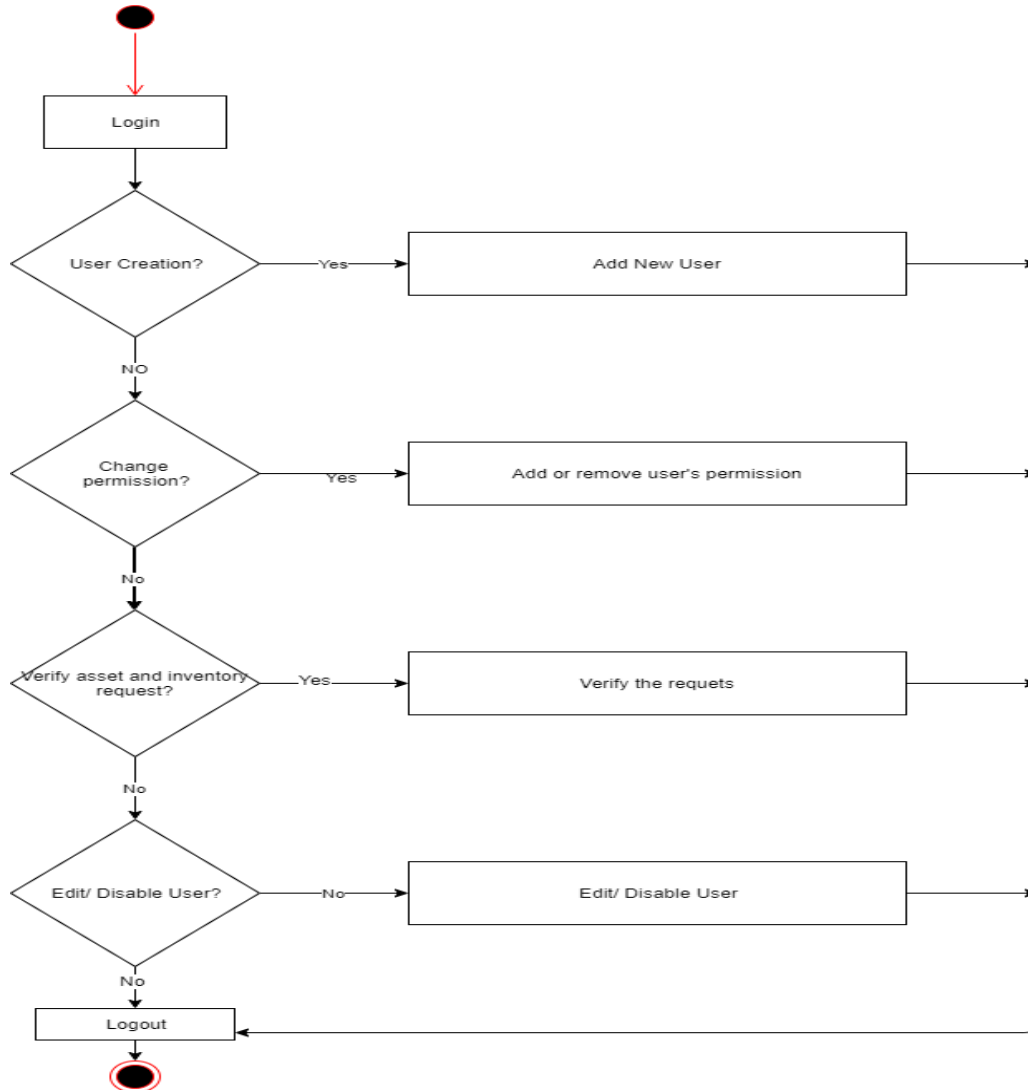 Login
User Creation?
Yes
Add New User
NO
Change
permission?
Yes
Add or remove user's permission
No
Verify asset and inventory
request?
Yes
Verify the requets
No
Edit/ Disable User?
No
Edit/ Disable User
No
Logout